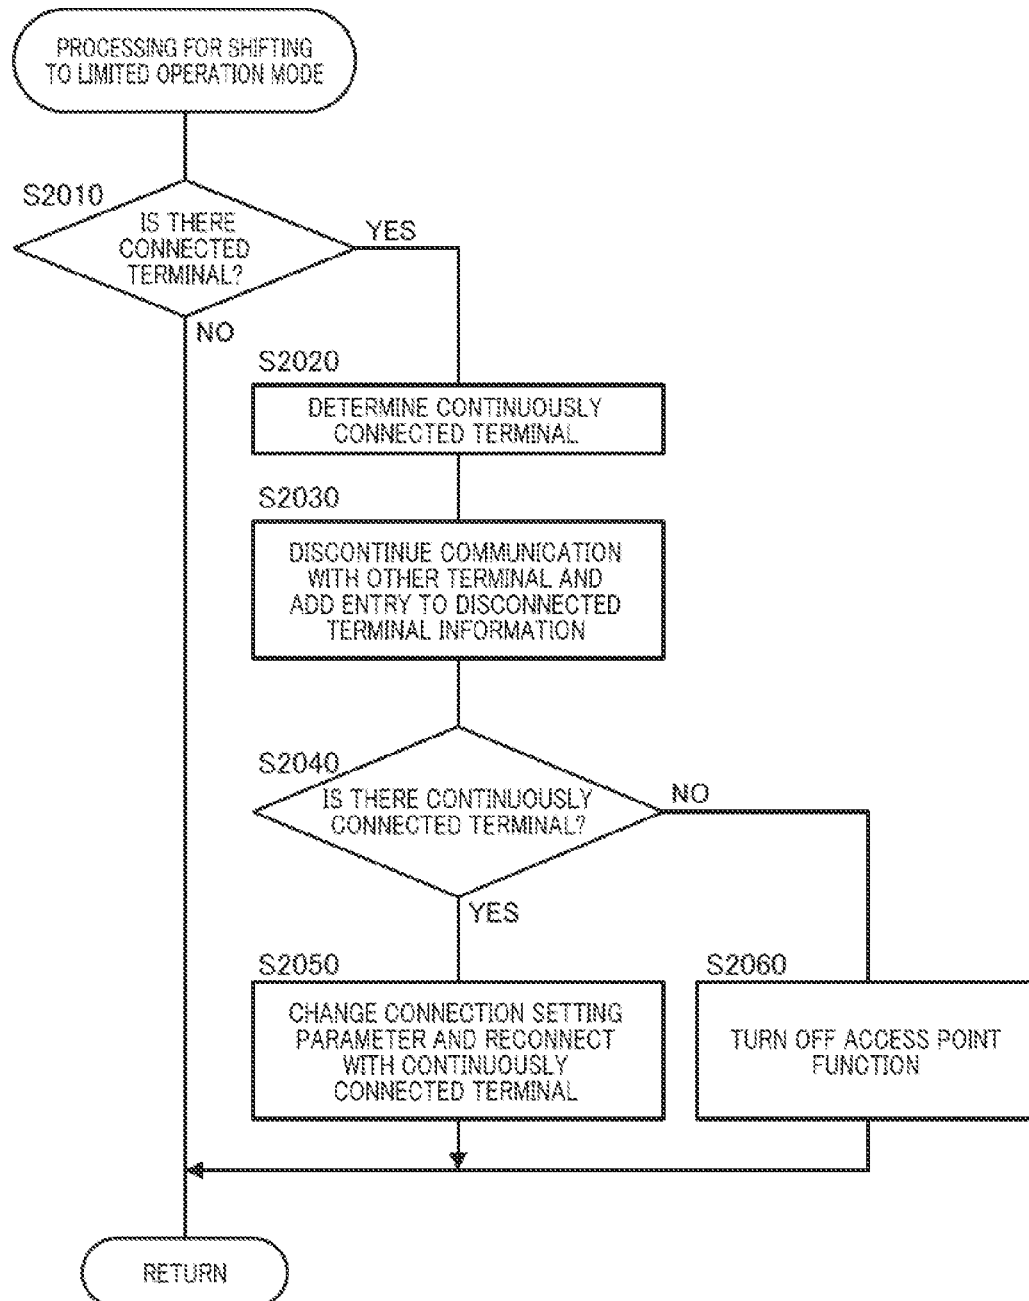 PROCESSING FOR SHIFTING
TO LIMITED OPERATION MODE
S2010
IS THERE
CONNECTED
TERMINAL?
YES
NO
S2020
DETERMINE CONTINUOUSLY
CONNECTED TERMINAL
S2030
DISCONTINUE COMMUNICATION
WITH OTHER TERMINAL AND
ADD ENTRY TO DISCONNECTED
TERMINAL INFORMATION
S2040
IS THERE CONTINUOUSLY
CONNECTED TERMINAL?
NO
YES
S2050
CHANGE CONNECTION SETTING
PARAMETER AND RECONNECT
WITH CONTINUOUSLY
CONNECTED TERMINAL
S2060
TURN OFF ACCESS POINT
FUNCTION
RETURN